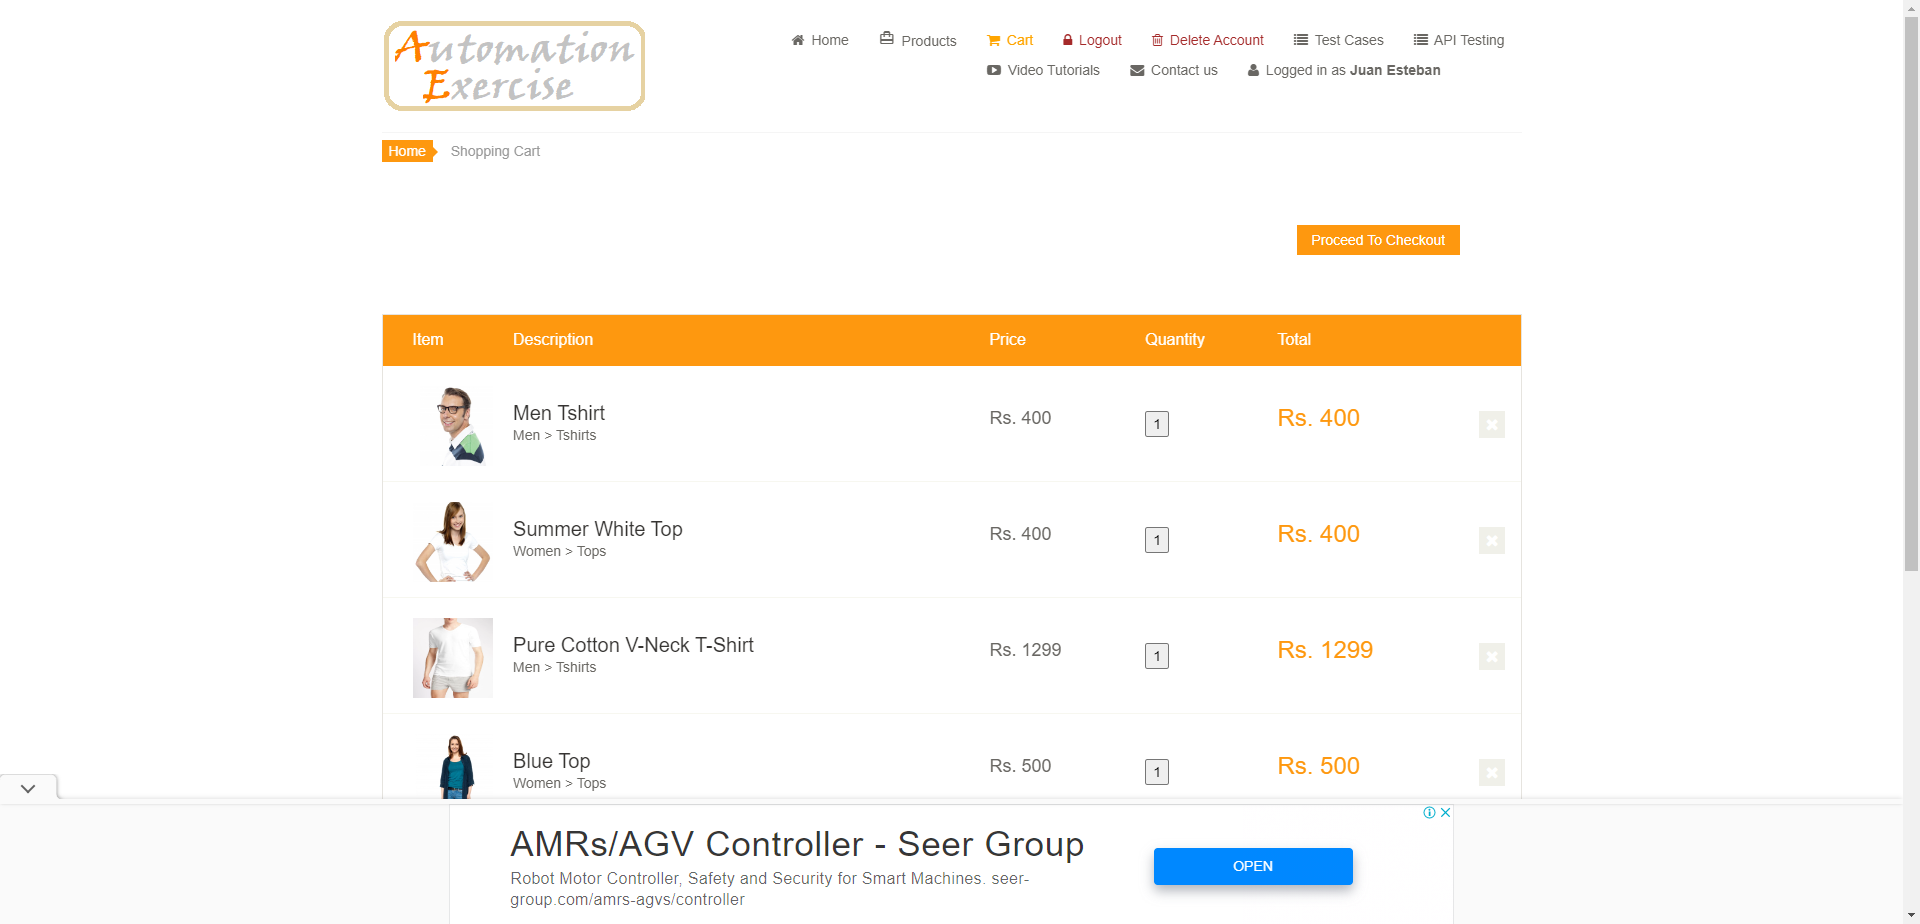 Automation
Exercise
Home
Products
Cart
Logout
Delete Account
Test Cases
API Testing
Video Tutorials
Contact us
Logged in as Juan Esteban
Home
Shopping Cart
Proceed To Checkout
Item Description Price Quantity Total
Men Tshirt
Men > Tshirts
Rs. 400
1
Rs. 400
Summer White Top
Women > Tops
Rs. 400
1
Rs. 400
Pure Cotton V-Neck T-Shirt
Men > Tshirts
Rs. 1299
1
Rs. 1299
Blue Top
Women > Tops
Rs. 500
1
Rs. 500
AMRs/AGV Controller - Seer Group
Robot Motor Controller, Safety and Security for Smart Machines. seer-
group.com/amrs-agvs/controller
OPEN